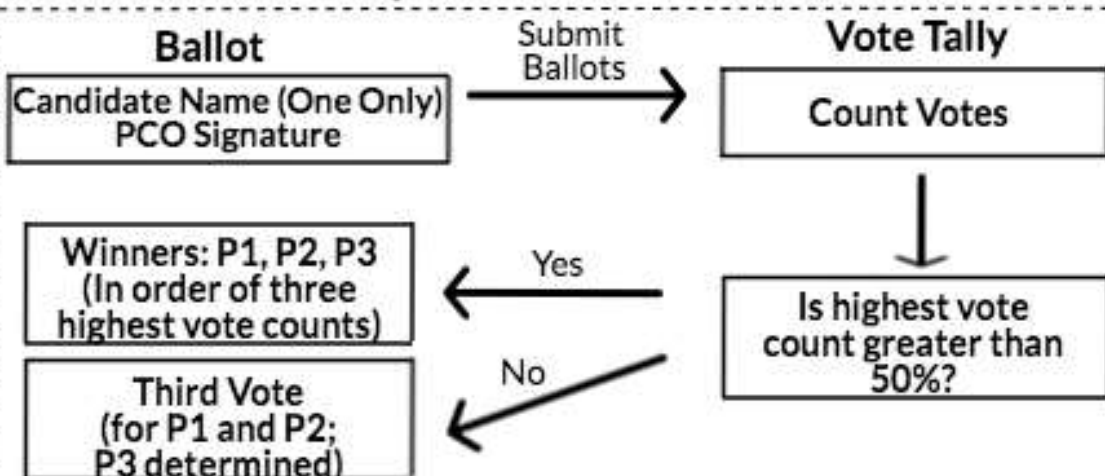 Ballot
Candidate Name (One Only)
PCO Signature
Submit
Ballots
Vote Tally
Count Votes
Is highest vote
count greater than
50%?
Yes
Winners: P1, P2, P3
(In order of three
highest vote counts)
No
Third Vote
(for P1 and P2;
P3 determined)